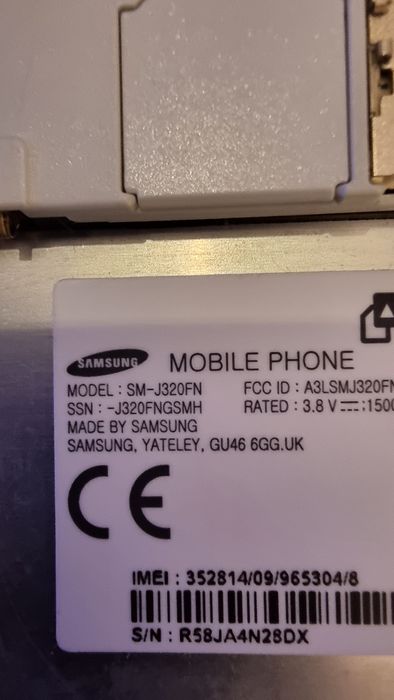 SAMSUNG MOBILE PHONE
MODEL : SM-J320FN FCC ID : A3LSMJ320FN
SSN : -J320FNGSMH RATED : 3.8 V ⎓;1500
MADE BY SAMSUNG
SAMSUNG, YATELEY, GU46 6GG.UK
CE
IMEI : 352814/09/965304/8
S/N : R58JA4N28DX